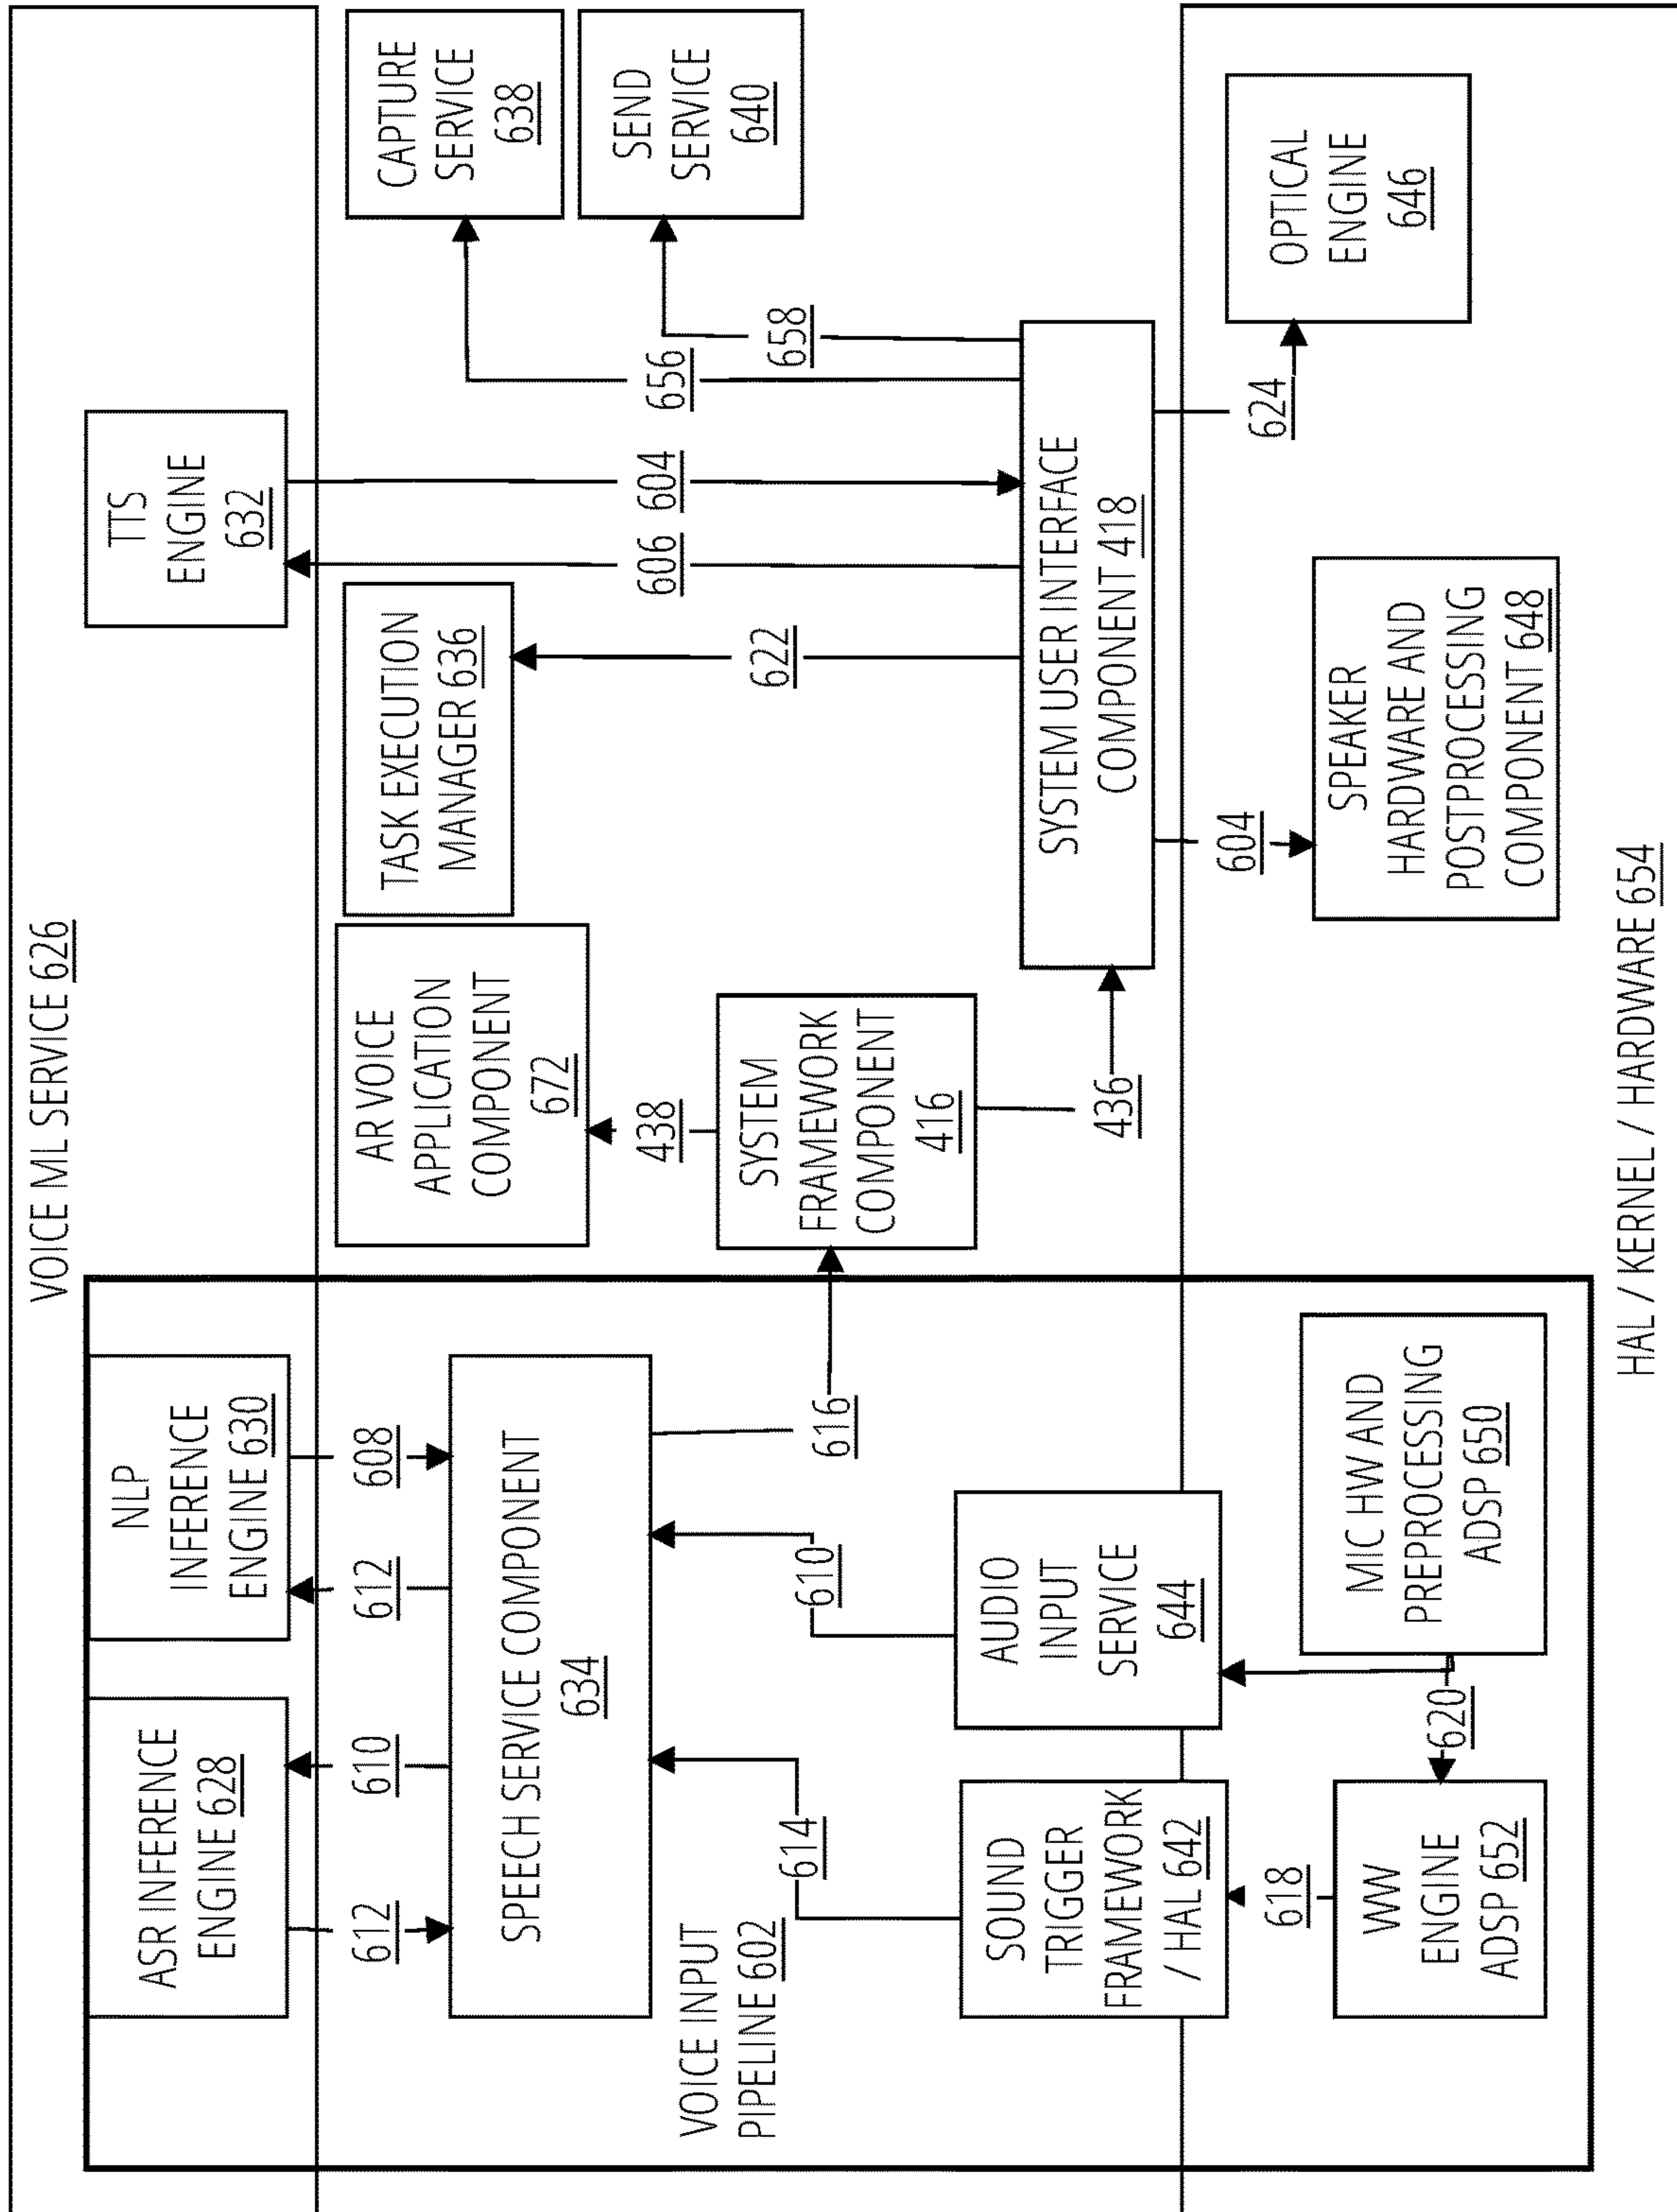 VOICE ML SERVICE 626
ASR INFERENCE
ENGINE 628
NLP
INFERENCE
ENGINE 630
TTS
ENGINE
632
612
610
612
608
SPEECH SERVICE COMPONENT
634
VOICE INPUT
PIPELINE 602
614
610
616
SOUND
TRIGGER
FRAMEWORK
/ HAL 642
AUDIO
INPUT
SERVICE
644
618
620
WW
ENGINE
ADSP 652
MIC HW AND
PREPROCESSING
ADSP 650
AR VOICE
APPLICATION
COMPONENT
672
TASK EXECUTION
MANAGER 636
CAPTURE
SERVICE
638
SEND
SERVICE
640
438
622
606
604
656
658
SYSTEM
FRAMEWORK
COMPONENT
416
436
SYSTEM USER INTERFACE
COMPONENT 418
604
624
SPEAKER
HARDWARE AND
POSTPROCESSING
COMPONENT 648
OPTICAL
ENGINE
646
HAL / KERNEL / HARDWARE 654